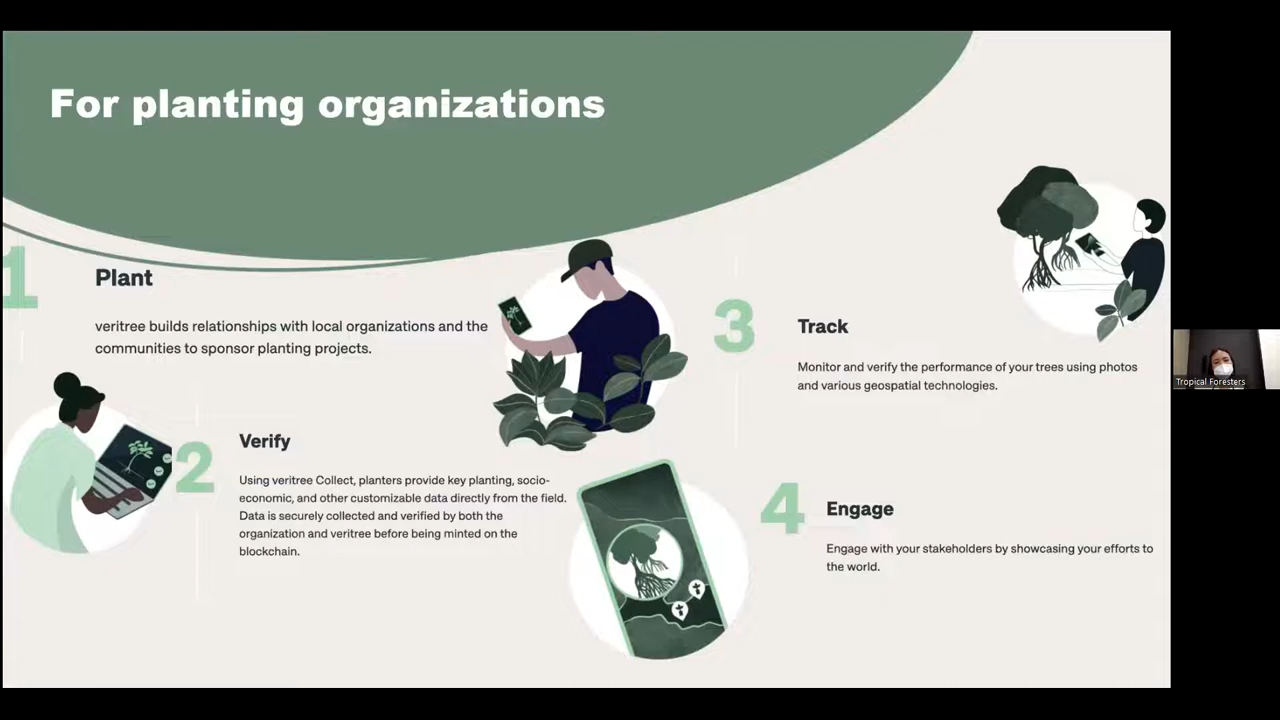 For planting organizations
1
Plant
veritree builds relationships with local organizations and the
communities to sponsor planting projects.
2
Verify
Using veritree Collect, planters provide key planting, socio-
economic, and other customizable data directly from the field.
Data is securely collected and verified by both the
organization and veritree before being minted on the
blockchain.
3
Track
Monitor and verify the performance of your trees using photos
and various geospatial technologies.
4
Engage
Engage with your stakeholders by showcasing your efforts to
the world.
Tropical Foresters